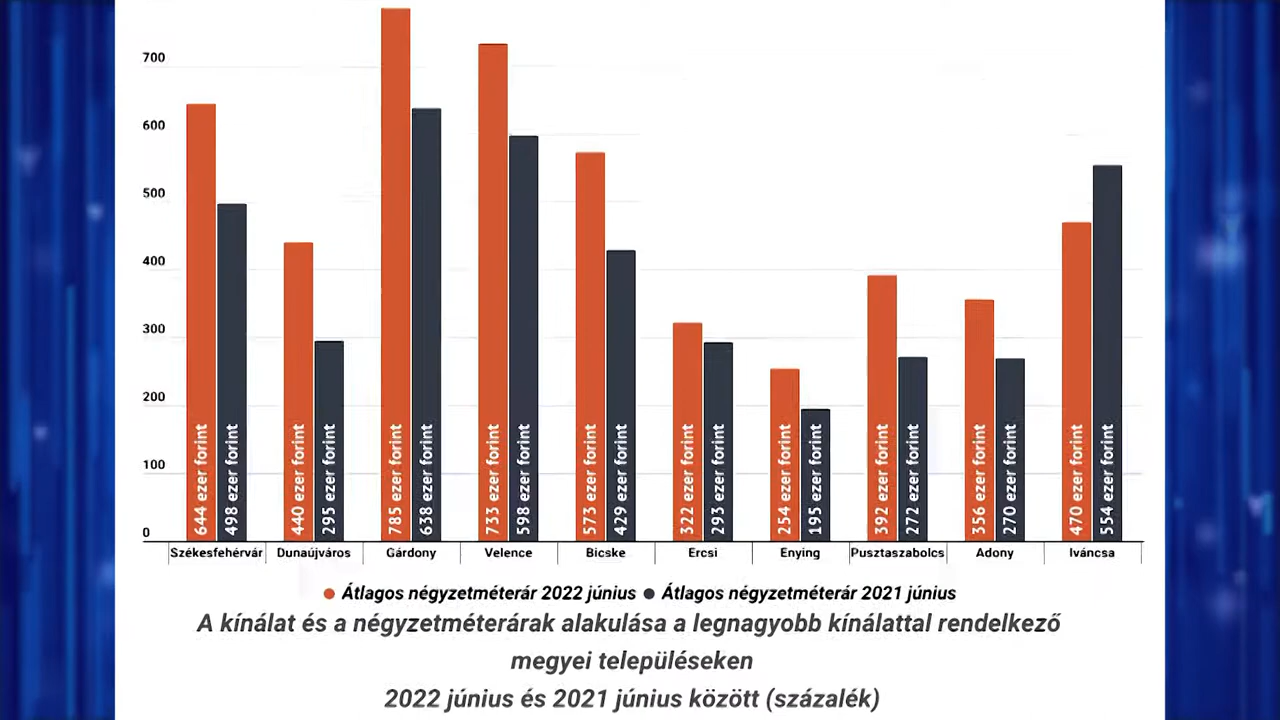 700
600
500
400
300
200
100
0
644 ezer forint
498 ezer forint
440 ezer forint
295 ezer forint
785 ezer forint
638 ezer forint
733 ezer forint
598 ezer forint
573 ezer forint
429 ezer forint
322 ezer forint
293 ezer forint
254 ezer forint
195 ezer forint
392 ezer forint
272 ezer forint
356 ezer forint
270 ezer forint
470 ezer forint
554 ezer forint
Székesfehérvár Dunaújváros Gárdony Velence Bicske Ercsi Enying Pusztaszabolcs Adony Iváncsa
Átlagos négyzetméterár 2022 június Átlagos négyzetméterár 2021 június
A kínálat és a négyzetméterárak alakulása a legnagyobb kínálattal rendelkező
megyei településeken
2022 június és 2021 június között (százalék)